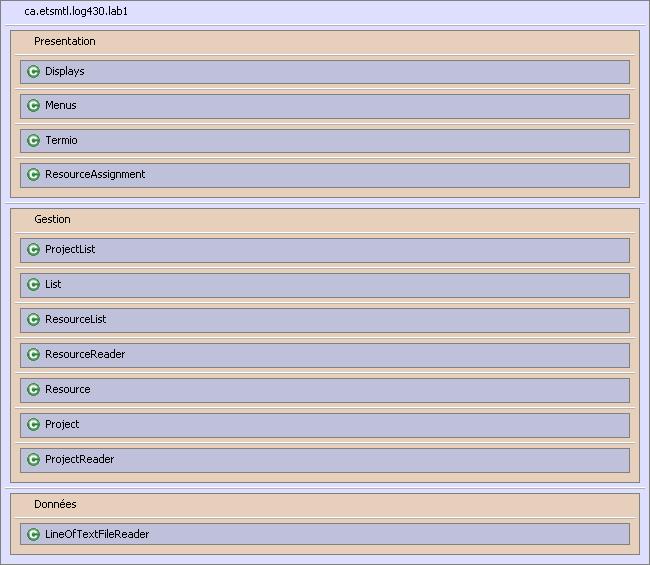 ca.etsmtl.log430.lab1
Presentation
C Displays
C Menus
C Termio
C ResourceAssignment
Gestion
C ProjectList
C List
C ResourceList
C ResourceReader
C Resource
C Project
C ProjectReader
Données
C LineOfTextFileReader